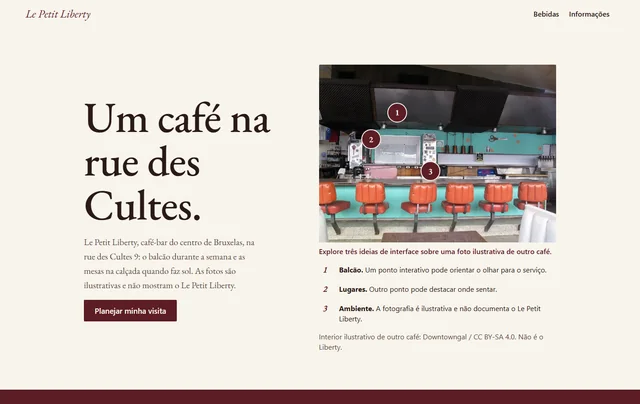 Le Petit Liberty
Bebidas Informações
Um café na
rue des
Cultes.
Le Petit Liberty, café-bar do centro de Bruxelas, na
rue des Cultes 9: o balcão durante a semana e as
mesas na calçada quando faz sol. As fotos são
ilustrativas e não mostram o Le Petit Liberty.
Planejar minha visita
1
2
3
Explore três ideias de interface sobre uma foto ilustrativa de outro café.
1 Balcão. Um ponto interativo pode orientar o olhar para o serviço.
2 Lugares. Outro ponto pode destacar onde sentar.
3 Ambiente. A fotografia é ilustrativa e não documenta o Le Petit
Liberty.
Interior ilustrativo de outro café: Downtowngal / CC BY-SA 4.0. Não é o
Liberty.